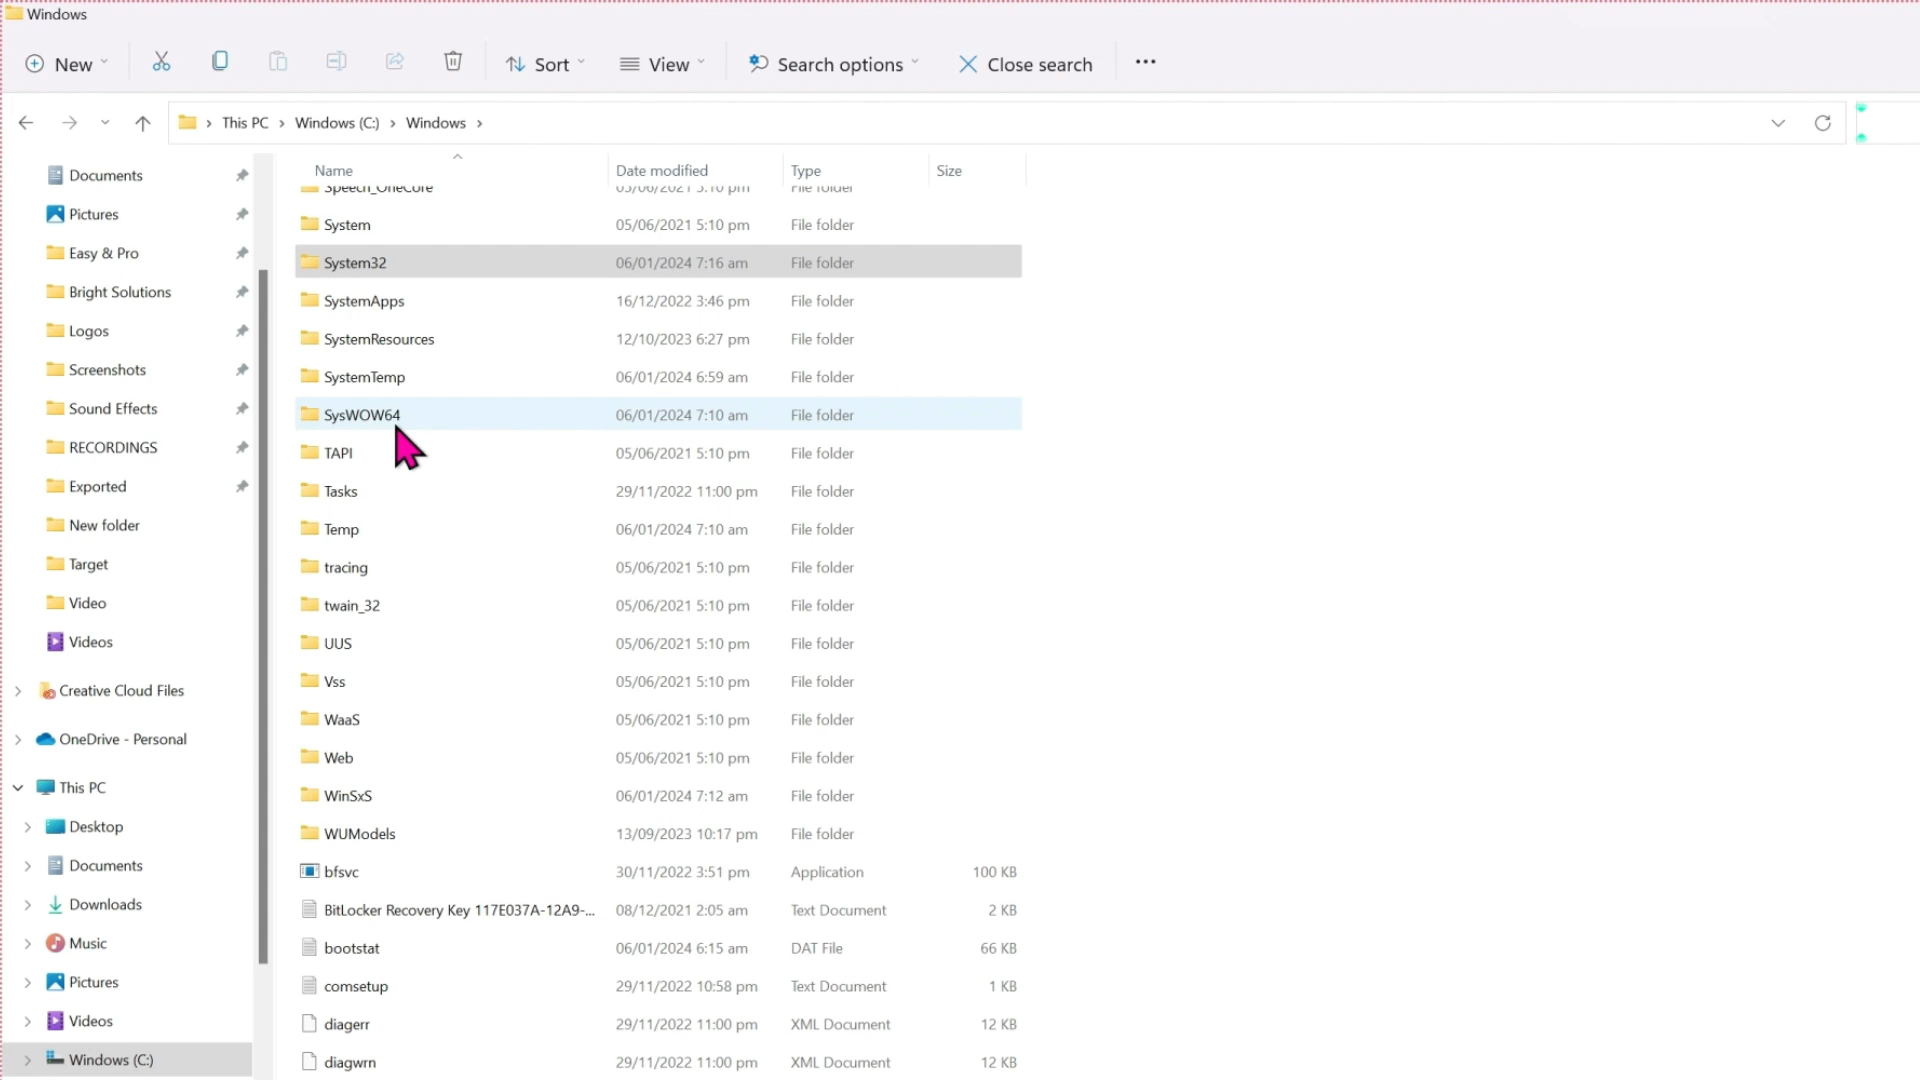 Windows
New
Sort
View
Search options
Close search
This PC > Windows (C:) > Windows >
Name Date modified Type Size
Documents
Pictures
Easy & Pro
Bright Solutions
Logos
Screenshots
Sound Effects
RECORDINGS
Exported
New folder
Target
Video
Videos
Creative Cloud Files
OneDrive - Personal
This PC
Desktop
Documents
Downloads
Music
Pictures
Videos
Windows (C:)
Speech_OneCore 05/06/2021 5:10 pm File folder
System 05/06/2021 5:10 pm File folder
System32 06/01/2024 7:16 am File folder
SystemApps 16/12/2022 3:46 pm File folder
SystemResources 12/10/2023 6:27 pm File folder
SystemTemp 06/01/2024 6:59 am File folder
SysWOW64 06/01/2024 7:10 am File folder
TAPI 05/06/2021 5:10 pm File folder
Tasks 29/11/2022 11:00 pm File folder
Temp 06/01/2024 7:10 am File folder
tracing 05/06/2021 5:10 pm File folder
twain_32 05/06/2021 5:10 pm File folder
UUS 05/06/2021 5:10 pm File folder
Vss 05/06/2021 5:10 pm File folder
WaaS 05/06/2021 5:10 pm File folder
Web 05/06/2021 5:10 pm File folder
WinSxS 06/01/2024 7:12 am File folder
WUModels 13/09/2023 10:17 pm File folder
bfsvc 30/11/2022 3:51 pm Application 100 KB
BitLocker Recovery Key 117E037A-12A9-... 08/12/2021 2:05 am Text Document 2 KB
bootstat 06/01/2024 6:15 am DAT File 66 KB
comsetup 29/11/2022 10:58 pm Text Document 1 KB
diagerr 29/11/2022 11:00 pm XML Document 12 KB
diagwrn 29/11/2022 11:00 pm XML Document 12 KB